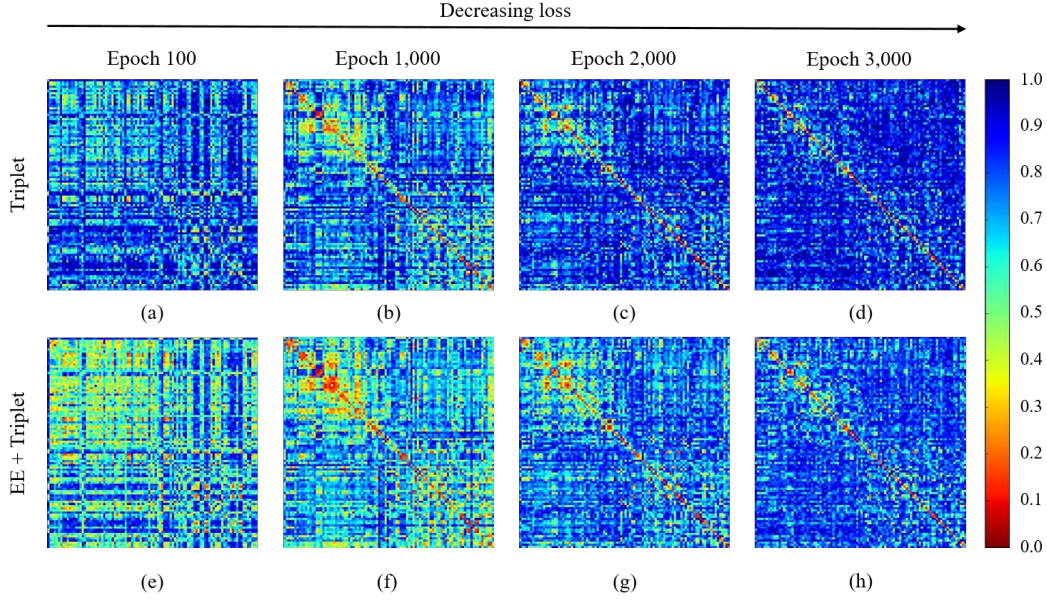 Decreasing loss
Epoch 100 Epoch 1,000 Epoch 2,000 Epoch 3,000
Triplet
(a) (b) (c) (d)
EE + Triplet
(e) (f) (g) (h)
1.0
0.9
0.8
0.7
0.6
0.5
0.4
0.3
0.2
0.1
0.0